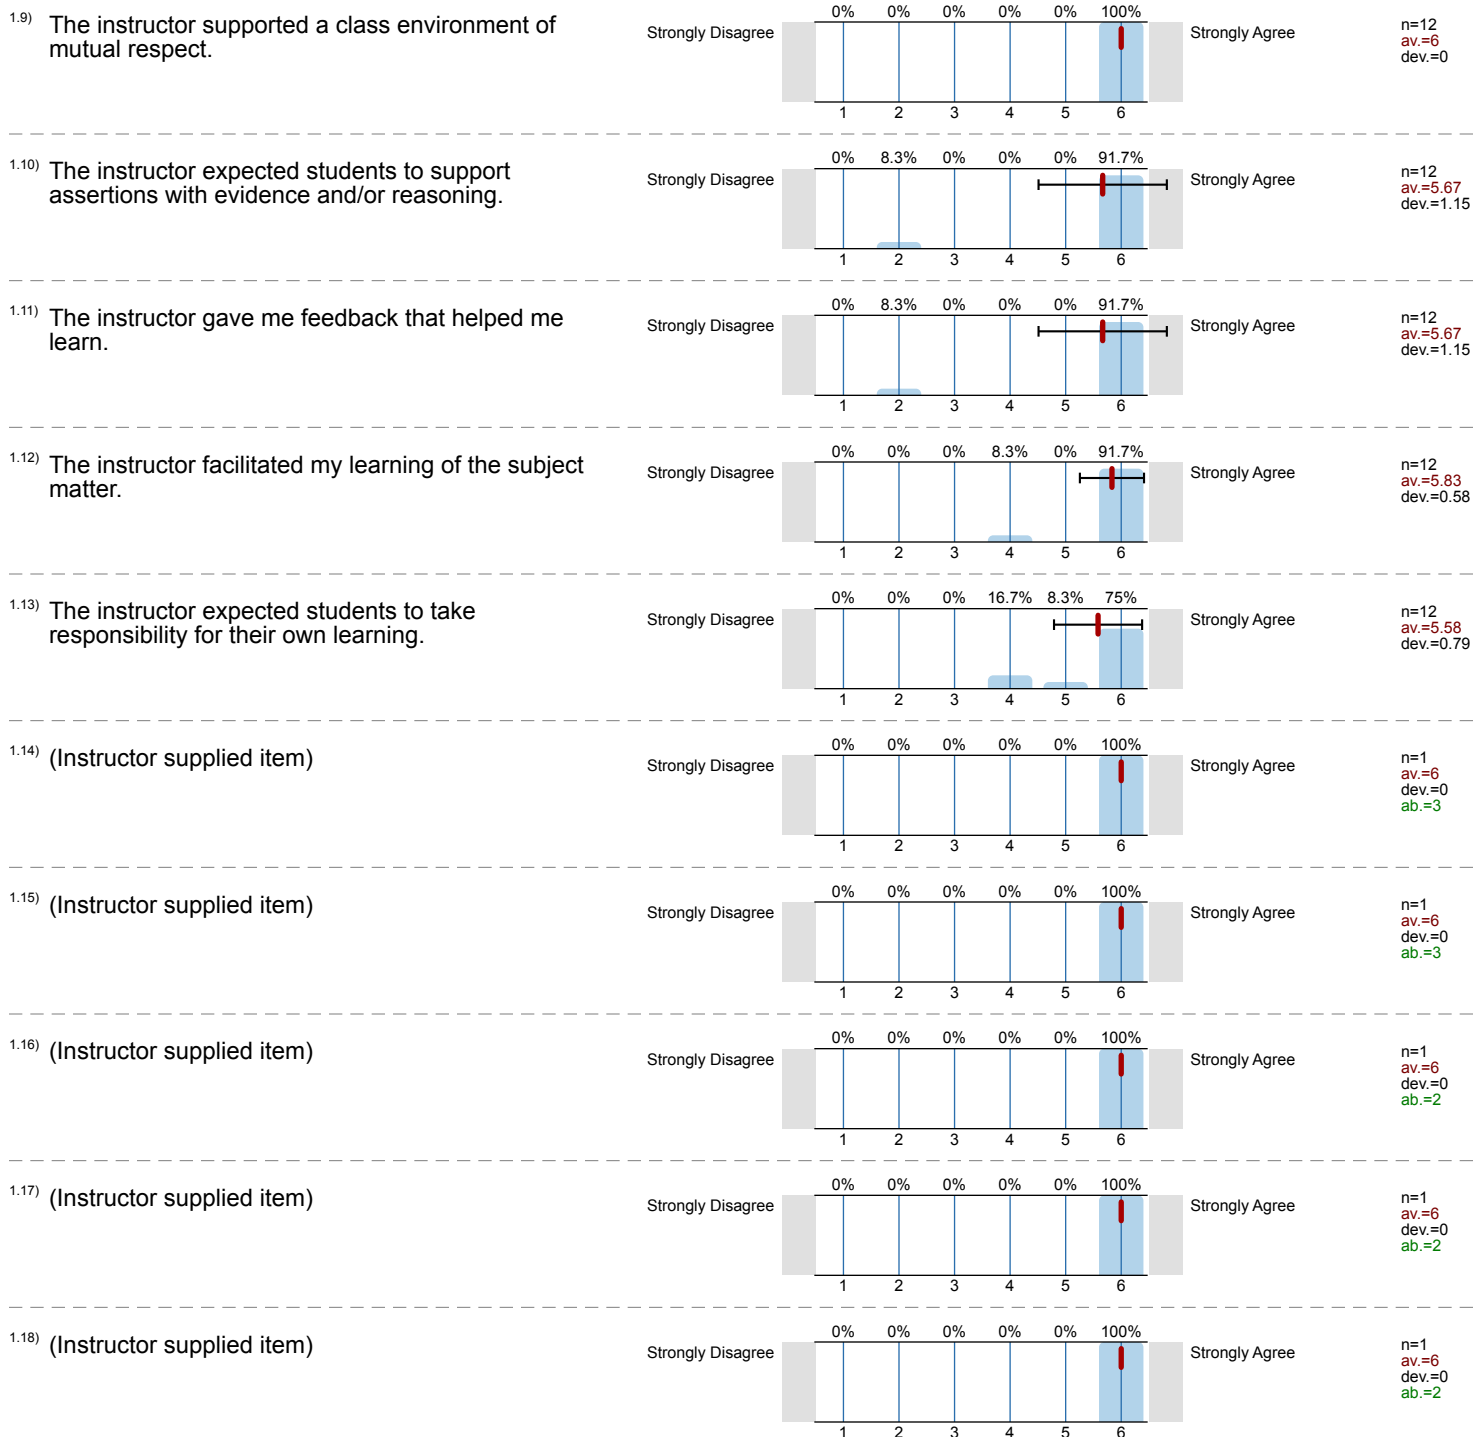 1.9) The instructor supported a class environment of
mutual respect.
Strongly Disagree
0% 0% 0% 0% 0% 100%
1 2 3 4 5 6
Strongly Agree
n=12
av.=6
dev.=0
1.10) The instructor expected students to support
assertions with evidence and/or reasoning.
Strongly Disagree
0% 8.3% 0% 0% 0% 91.7%
1 2 3 4 5 6
Strongly Agree
n=12
av.=5.67
dev.=1.15
1.11) The instructor gave me feedback that helped me
learn.
Strongly Disagree
0% 8.3% 0% 0% 0% 91.7%
1 2 3 4 5 6
Strongly Agree
n=12
av.=5.67
dev.=1.15
1.12) The instructor facilitated my learning of the subject
matter.
Strongly Disagree
0% 0% 0% 8.3% 0% 91.7%
1 2 3 4 5 6
Strongly Agree
n=12
av.=5.83
dev.=0.58
1.13) The instructor expected students to take
responsibility for their own learning.
Strongly Disagree
0% 0% 0% 16.7% 8.3% 75%
1 2 3 4 5 6
Strongly Agree
n=12
av.=5.58
dev.=0.79
1.14) (Instructor supplied item)
Strongly Disagree
0% 0% 0% 0% 0% 100%
1 2 3 4 5 6
Strongly Agree
n=1
av.=6
dev.=0
ab.=3
1.15) (Instructor supplied item)
Strongly Disagree
0% 0% 0% 0% 0% 100%
1 2 3 4 5 6
Strongly Agree
n=1
av.=6
dev.=0
ab.=3
1.16) (Instructor supplied item)
Strongly Disagree
0% 0% 0% 0% 0% 100%
1 2 3 4 5 6
Strongly Agree
n=1
av.=6
dev.=0
ab.=2
1.17) (Instructor supplied item)
Strongly Disagree
0% 0% 0% 0% 0% 100%
1 2 3 4 5 6
Strongly Agree
n=1
av.=6
dev.=0
ab.=2
1.18) (Instructor supplied item)
Strongly Disagree
0% 0% 0% 0% 0% 100%
1 2 3 4 5 6
Strongly Agree
n=1
av.=6
dev.=0
ab.=2